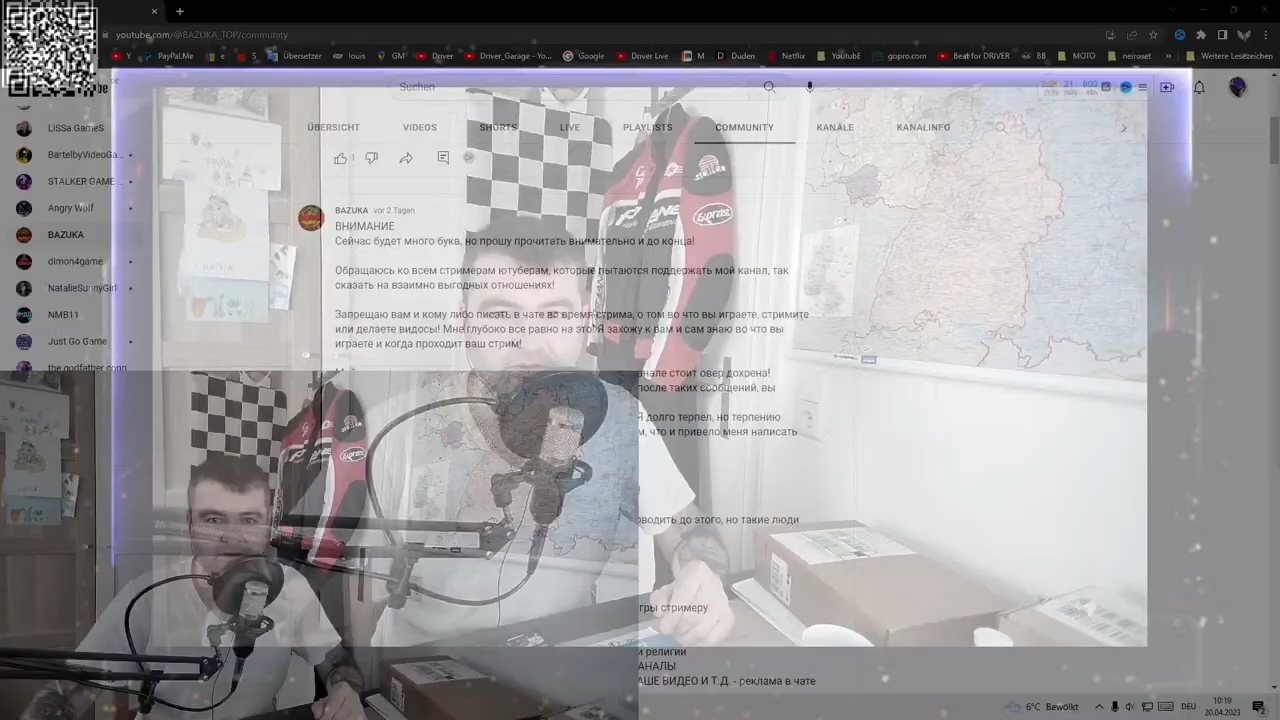 youtube.com/@BAZUKA_TOP/community
PayPalMe
Übersetzer
louis
GM
Driver
Driver_Garage - Yo...
Google
Driver Live
M
Duden
Netflix
YoutubE
gopro.com
Beat for DRIVER
BB
MOTO
neiroset
Weitere Lesezeichen
Suchen
ÜBERSICHT
VIDEOS
SHORTS
LIVE
PLAYLISTS
COMMUNITY
KANÄLE
KANALINFO
LiSSa GameS
BartelbyVideoGa...
STALKER GAME ...
Angry Wolf
BAZUKA
dimon4game
NatalieSunnyGirl
NMB11
Just Go Game
1
BAZUKA vor 2 Tagen
ВНИМАНИЕ
Сейчас будет много букв, но прошу прочитать внимательно и до конца!
Обращаюсь ко всем стримерам ютуберам, которые пытаются поддержать мой канал, так
сказать на взаимно выгодных отношениях!
Запрещаю вам и кому либо писать в чате во время стрима, о том во что вы играете, стримите
или делаете видосы! Мне глубоко все равно на это! Я захожу к вам и сам знаю во что вы
играете и когда проходит ваш стрим!
анале стоит овер дохрена!
после таких сообщений, вы
Я долго терпел, но терпению
м, что и привело меня написать
оводить до этого, но такие люди
гры стримеру
и религии
АНАЛЫ
АШЕ ВИДЕО И Т.Д. - реклама в чате
6°C Bewölkt
DEU
10:19
20.04.2023